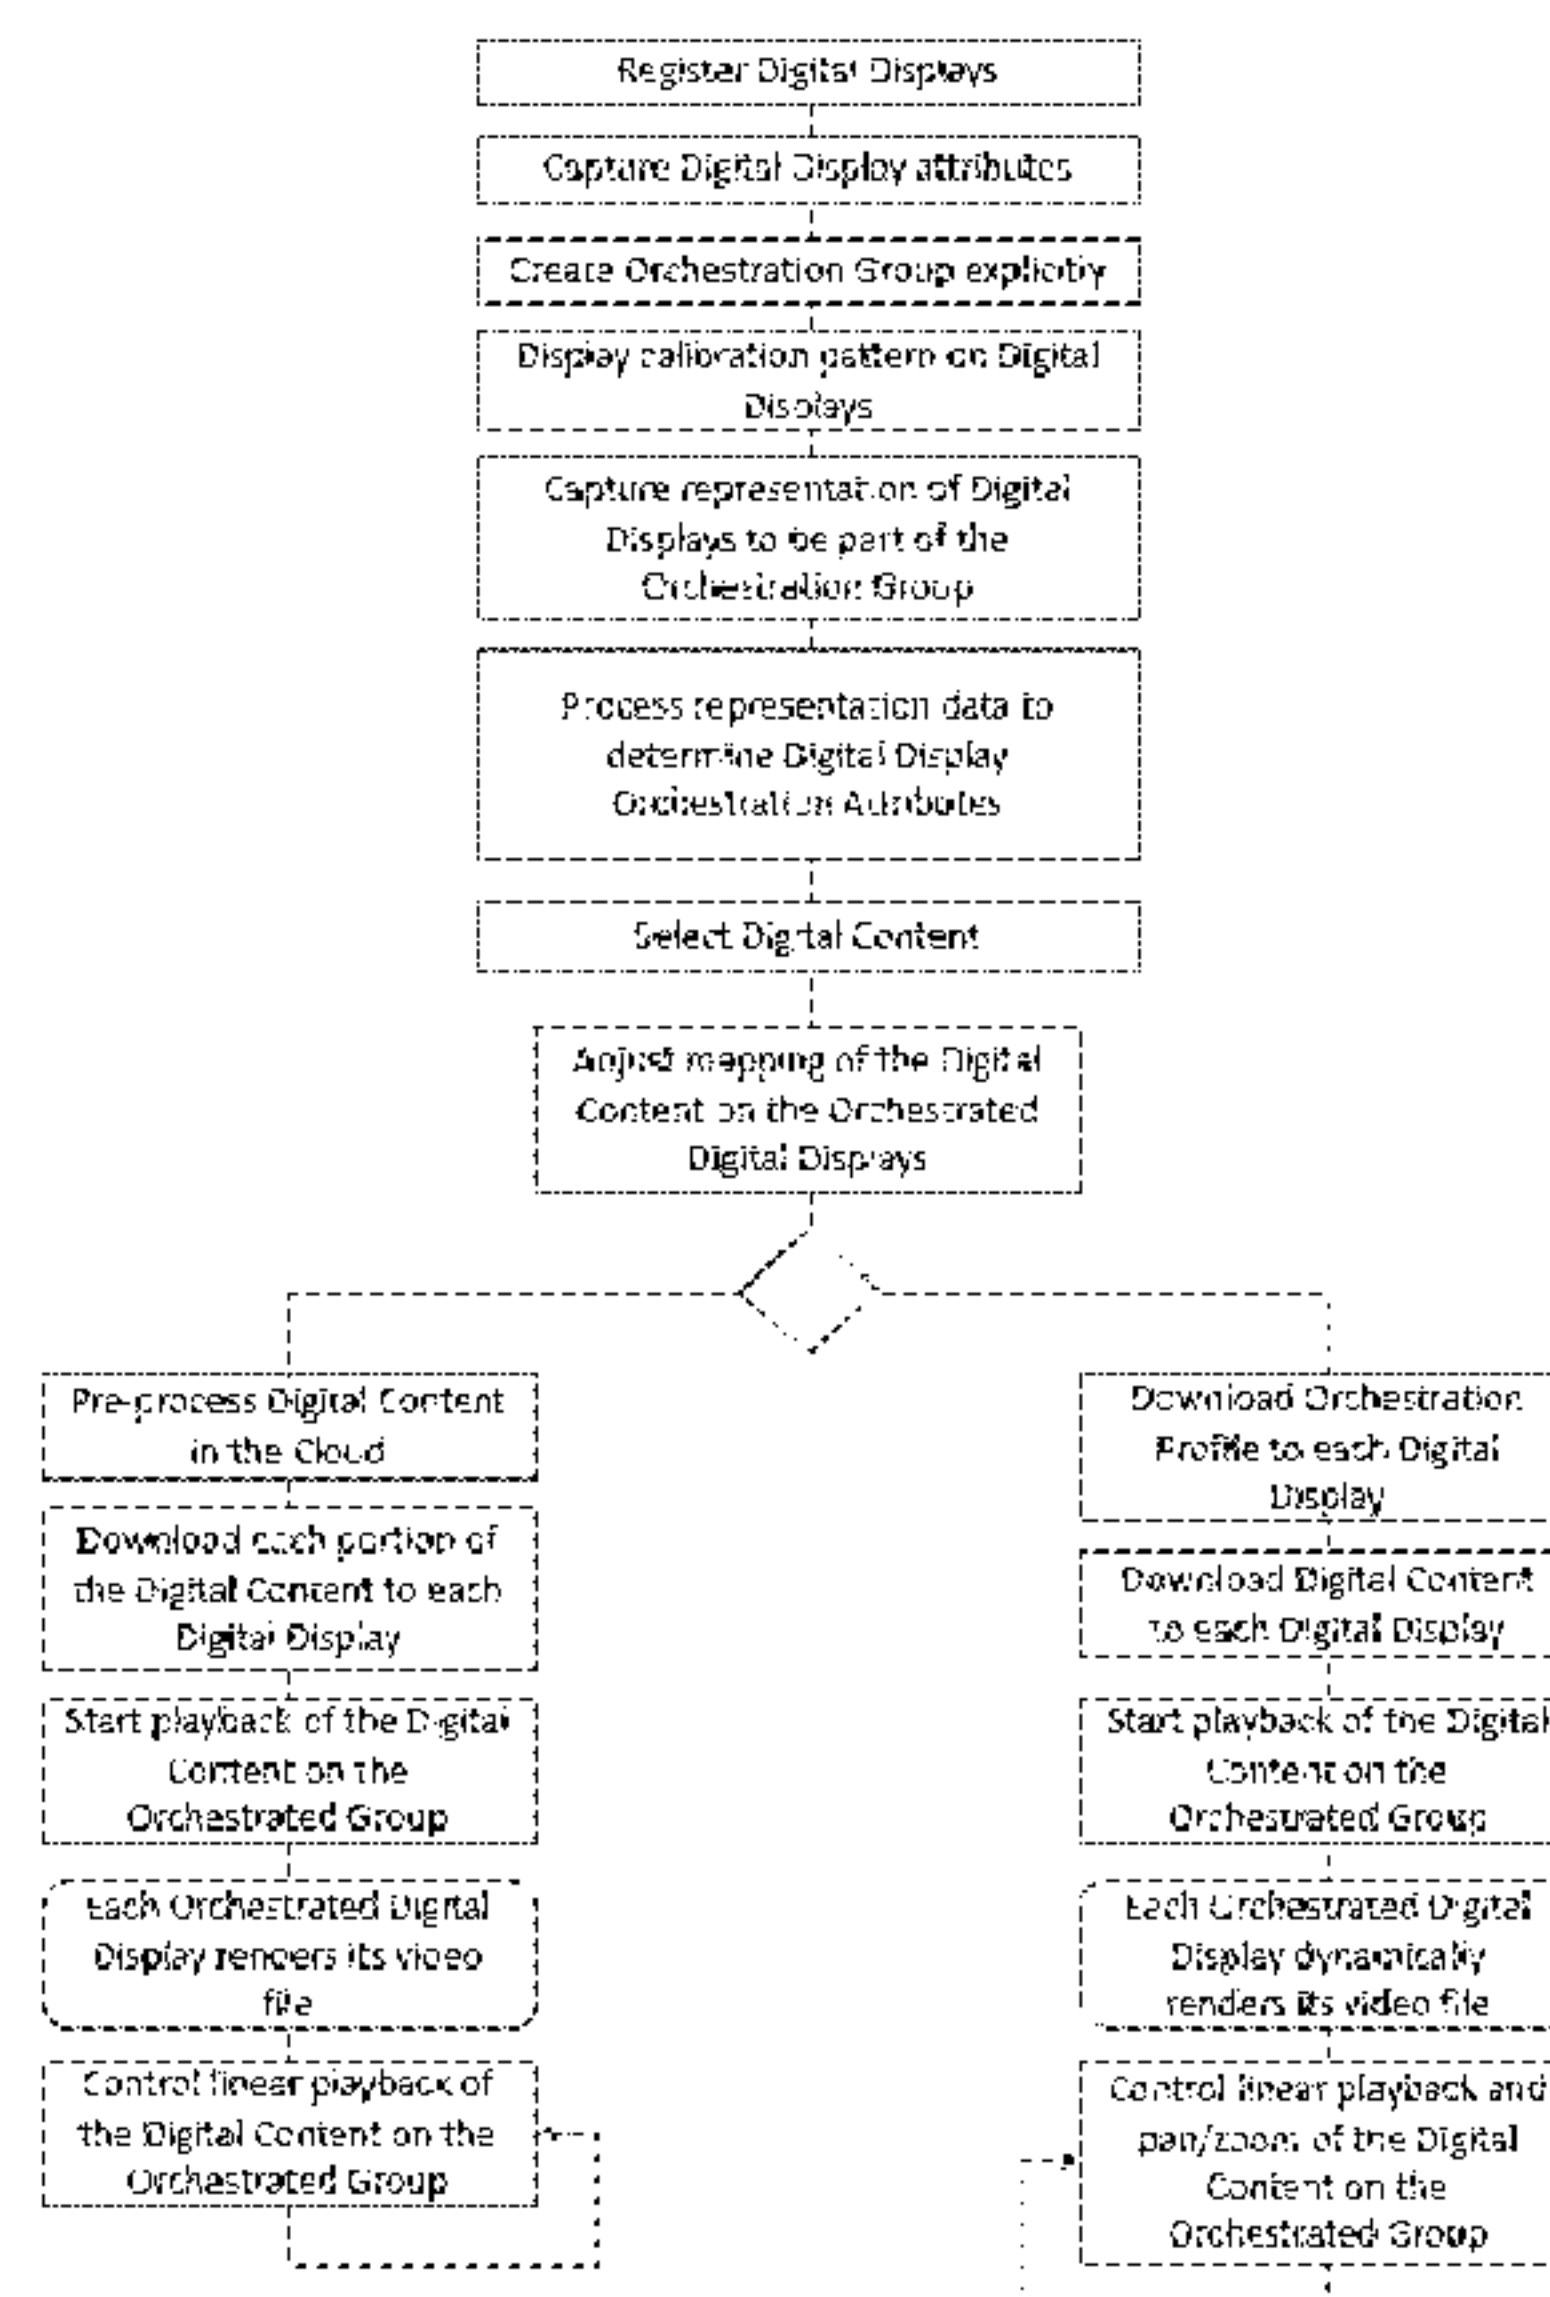 Register Digital Displays
Capture Digital Display attributes
Create Orchestration Group explicitly
Display calibration pattern on Digital
Displays
Capture representation of Digital
Displays to be part of the
Orchestration Group
Process representation data to
determine Digital Display
Orchestration Attributes
Select Digital Content
Adjust mapping of the Digital
Content on the Orchestrated
Digital Displays
Pre-process Digital Content
in the Cloud
Download each portion of
the Digital Content to each
Digital Display
Start playback of the Digital
Content on the
Orchestrated Group
Each Orchestrated Digital
Display renders its video
file
Control linear playback of
the Digital Content on the
Orchestrated Group
Download Orchestration
Profile to each Digital
Display
Download Digital Content
to each Digital Display
Start playback of the Digital
Content on the
Orchestrated Group
Each Orchestrated Digital
Display dynamically
renders its video file
Control linear playback and
pan/zoom of the Digital
Content on the
Orchestrated Group